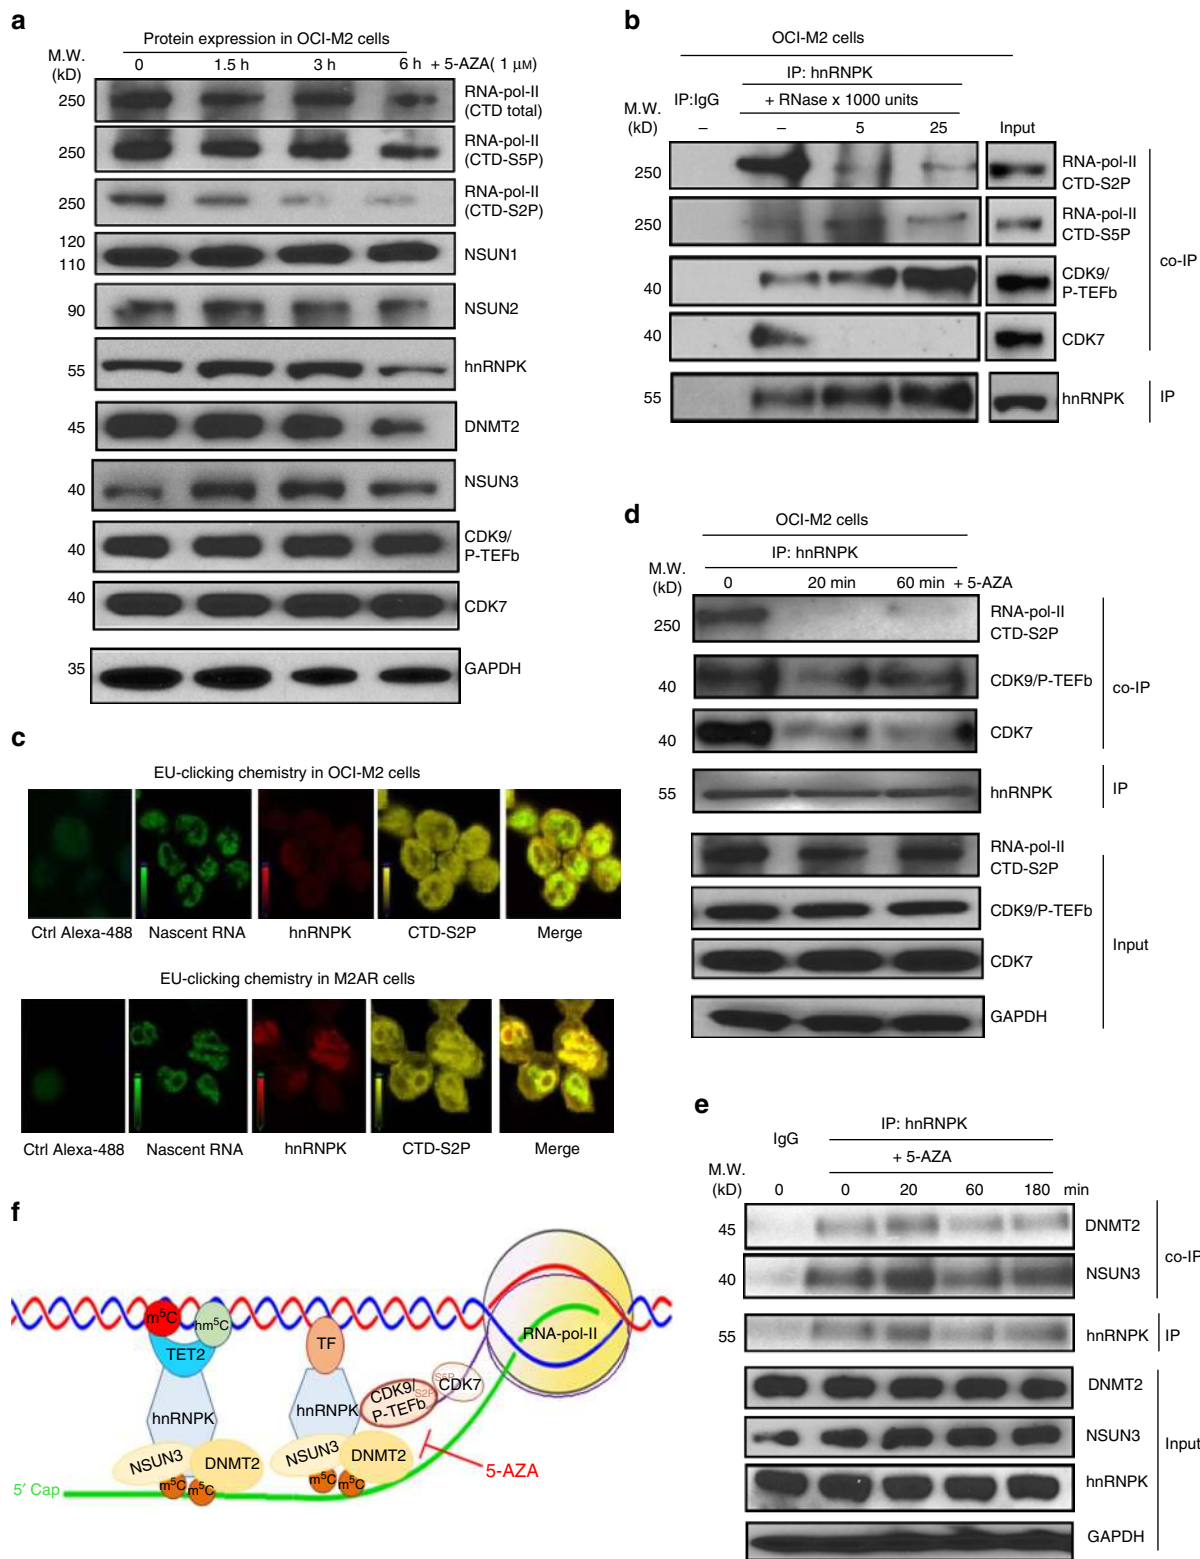 a
Protein expression in OCI-M2 cells
M.W.
(kD)
0 1.5 h 3 h 6 h + 5-AZA( 1 μM)
250 RNA-pol-II
(CTD total)
250 RNA-pol-II
(CTD-S5P)
250 RNA-pol-II
(CTD-S2P)
120
110
NSUN1
90 NSUN2
55 hnRNPK
45 DNMT2
40 NSUN3
40 CDK9/
P-TEFb
40 CDK7
35 GAPDH
b
OCI-M2 cells
IP: hnRNPK
IP:IgG + RNase x 1000 units
M.W.
(kD)
– – 5 25 Input
250 RNA-pol-II
CTD-S2P
250 RNA-pol-II
CTD-S5P
40 CDK9/
P-TEFb
40 CDK7
co-IP
55 hnRNPK IP
c
EU-clicking chemistry in OCI-M2 cells
Ctrl Alexa-488 Nascent RNA hnRNPK CTD-S2P Merge
EU-clicking chemistry in M2AR cells
Ctrl Alexa-488 Nascent RNA hnRNPK CTD-S2P Merge
d
OCI-M2 cells
IP: hnRNPK
M.W.
(kD)
0 20 min 60 min + 5-AZA
250 RNA-pol-II
CTD-S2P
40 CDK9/P-TEFb
40 CDK7
co-IP
55 hnRNPK IP
RNA-pol-II
CTD-S2P
CDK9/P-TEFb
CDK7
GAPDH
Input
e
IP: hnRNPK
IgG
+ 5-AZA
M.W.
(kD)
0 0 20 60 180 min
45 DNMT2
40 NSUN3
co-IP
55 hnRNPK IP
DNMT2
NSUN3
hnRNPK
GAPDH
Input
f
m⁵C hm⁵C
TET2
hnRNPK
NSUN3 DNMT2
m⁵C m⁵C
TF
hnRNPK
CDK9/
P-TEFb
S2P
S5P
CDK7
RNA-pol-II
NSUN3 DNMT2
m⁵C m⁵C
5-AZA
5′ Cap